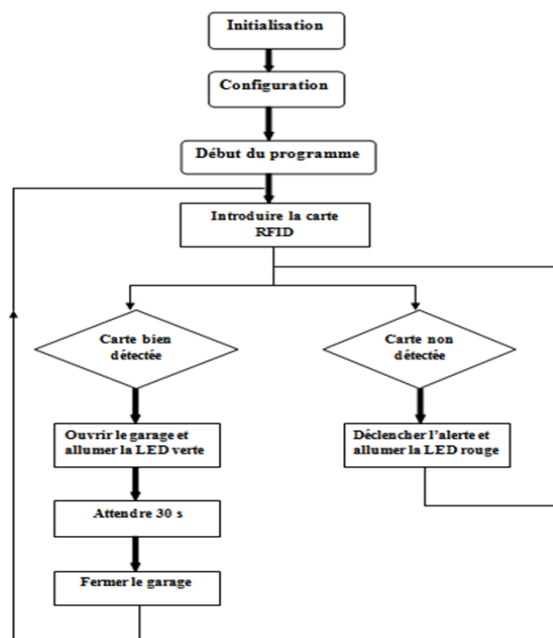 Initialisation
Configuration
Début du programme
Introduire la carte
RFID
Carte bien
détectée
Carte non
détectée
Ouvrir le garage et
allumer la LED verte
Déclencher l'alerte et
allumer la LED rouge
Attendre 30 s
Fermer le garage